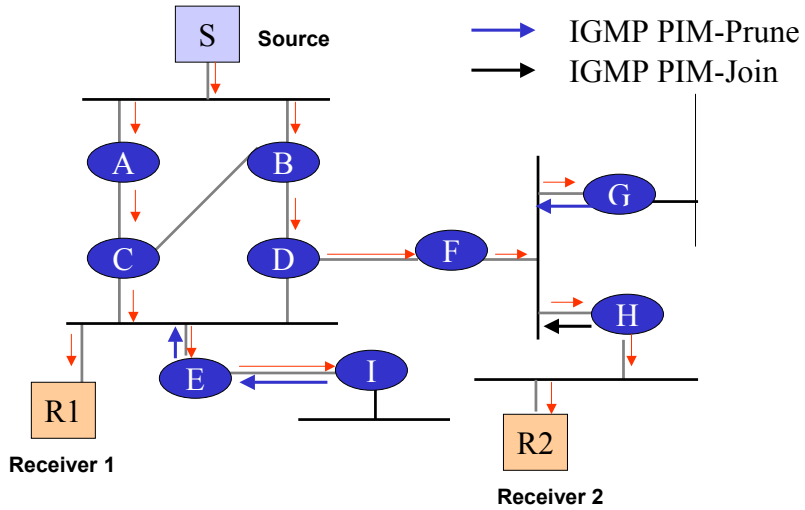 S Source
IGMP PIM-Prune
IGMP PIM-Join
A
B
G
C
D
F
H
E
I
R1
R2
Receiver 1
Receiver 2